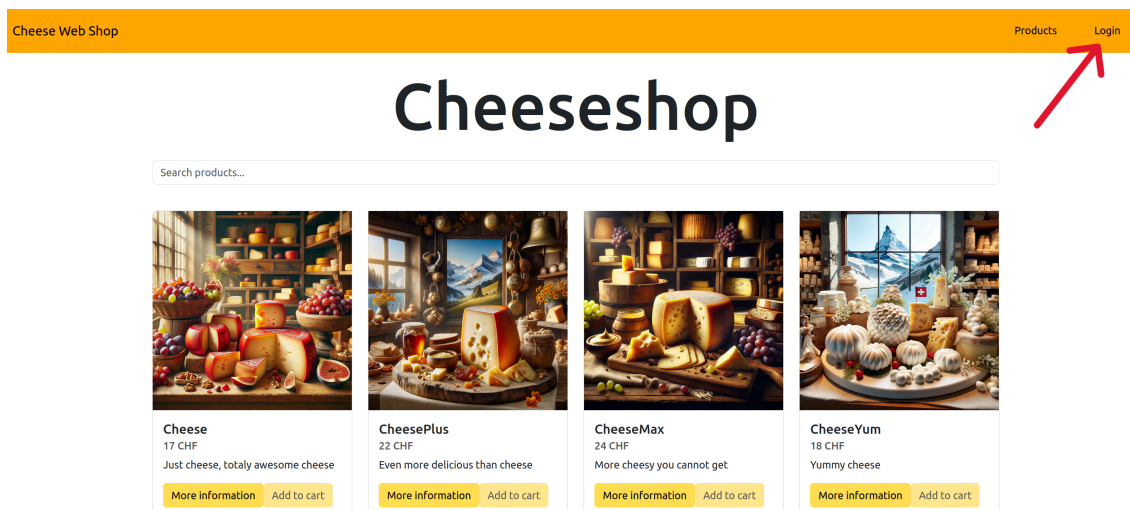 Cheese Web Shop Products Login
Cheeseshop
Search products...
Cheese
17 CHF
Just cheese, totaly awesome cheese
More information Add to cart
CheesePlus
22 CHF
Even more delicious than cheese
More information Add to cart
CheeseMax
24 CHF
More cheesy you cannot get
More information Add to cart
CheeseYum
18 CHF
Yummy cheese
More information Add to cart